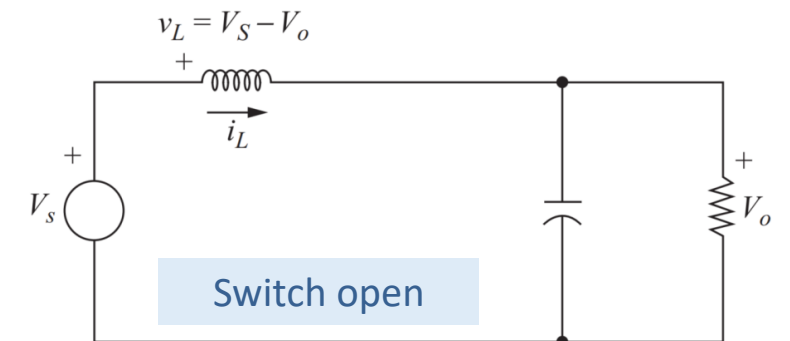 v_L = V_S − V_o
+
i_L
+
V_s
+
V_o
Switch open